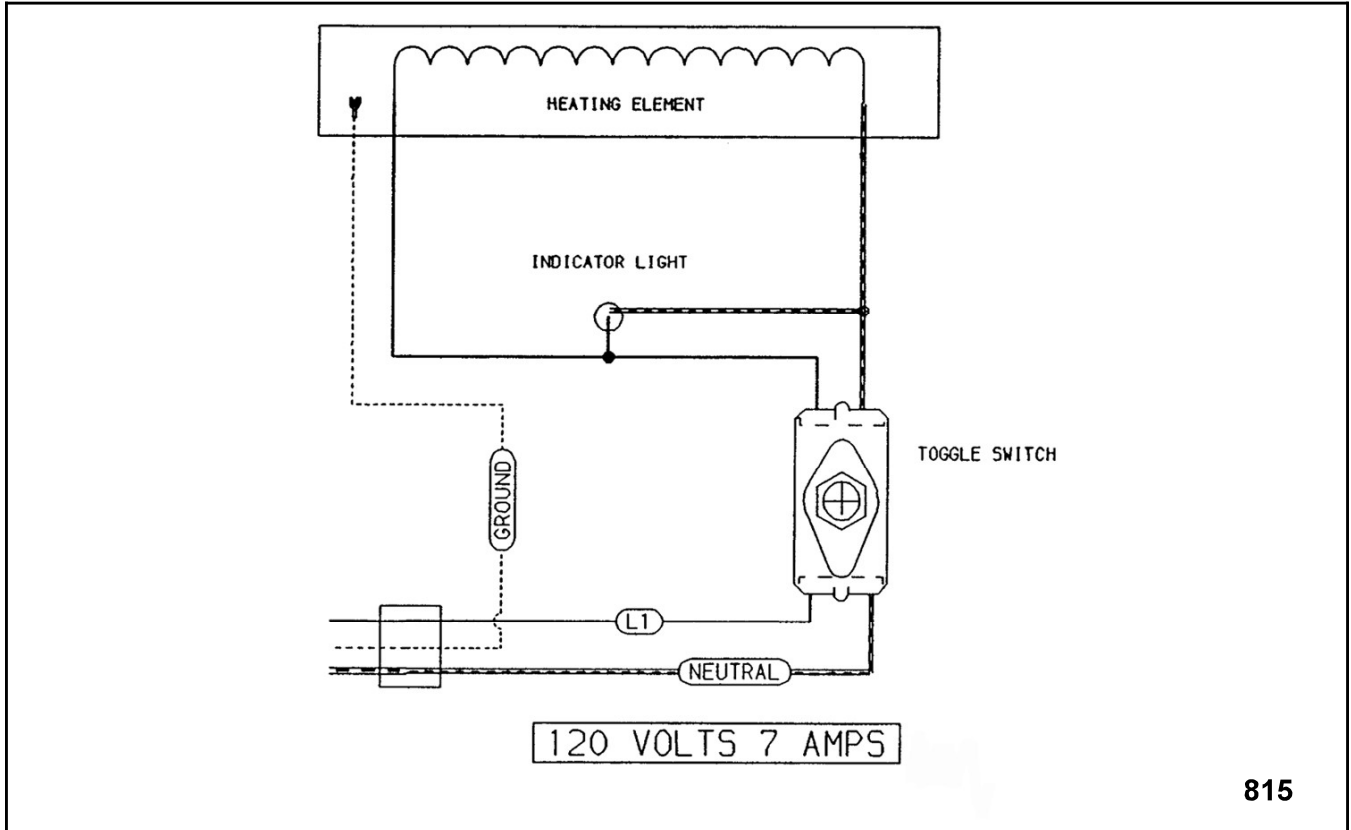 HEATING ELEMENT
INDICATOR LIGHT
TOGGLE SWITCH
GROUND
L1
NEUTRAL
120 VOLTS 7 AMPS
815